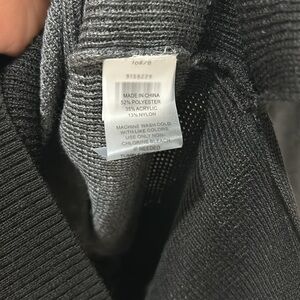 MADE IN CHINA
52% POLYESTER
35% ACRYLIC
13% NYLON
MACHINE WASH COLD
WITH LIKE COLORS
USE ONLY NON-
CHLORINE BLEACH
IF NEEDED